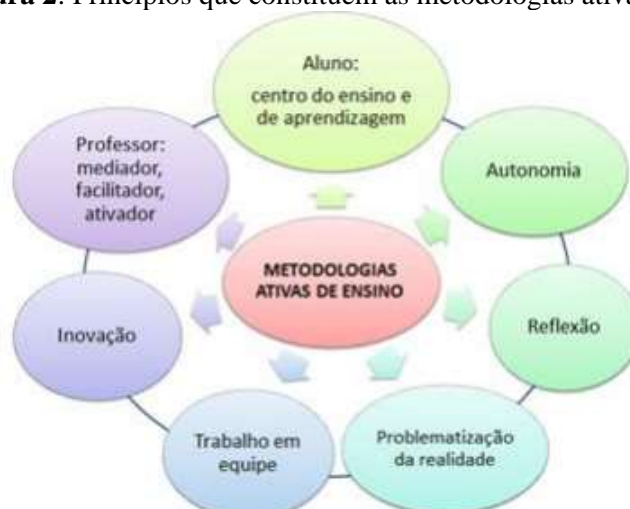 ra 2. Princípios que constituem as metodologias ativa
Aluno:
centro do ensino e
de aprendizagem
Autonomia
Reflexão
Problematização
da realidade
Trabalho em
equipe
Inovação
Professor:
mediador,
facilitador,
ativador
METODOLOGIAS
ATIVAS DE ENSINO